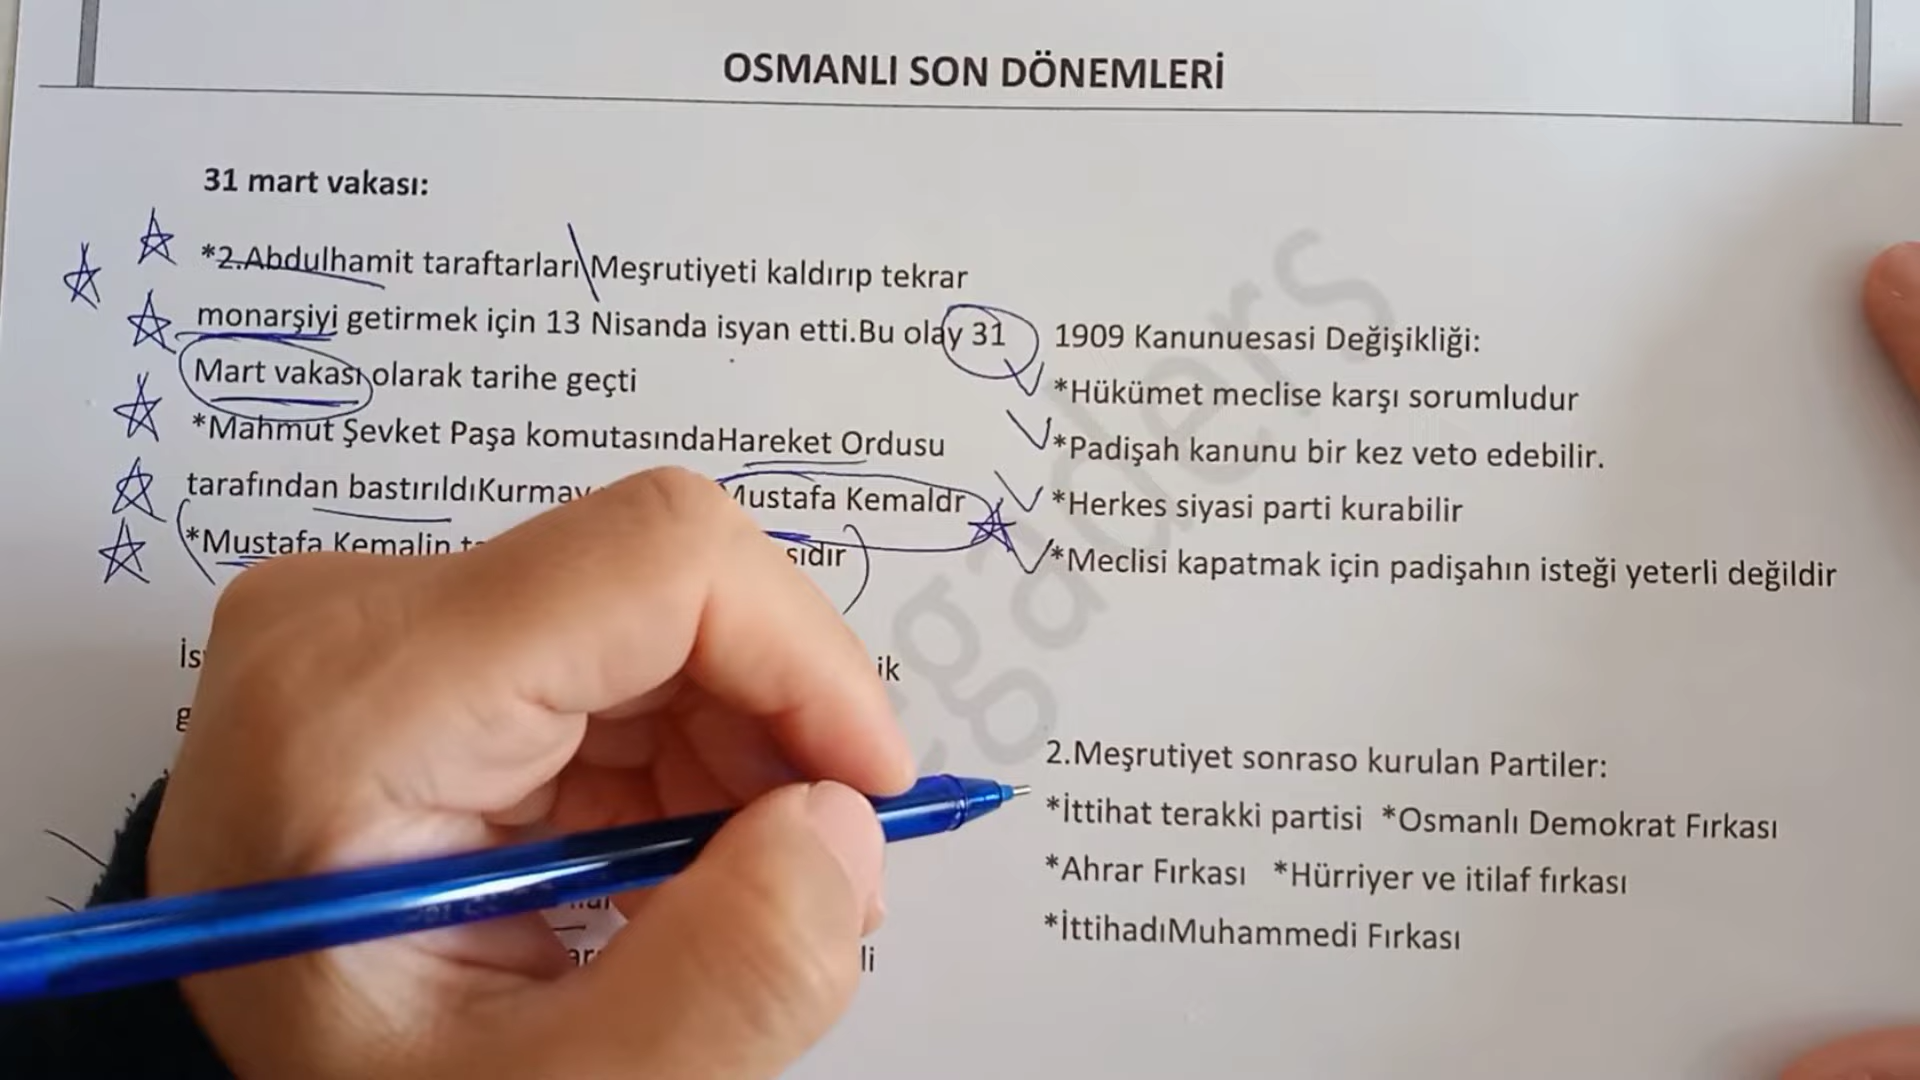 OSMANLI SON DÖNEMLERİ
31 mart vakası:
*2.Abdulhamit taraftarları Meşrutiyeti kaldırıp tekrar
monarşiyi getirmek için 13 Nisanda isyan etti.Bu olay 31
Mart vakası olarak tarihe geçti
*Mahmut Şevket Paşa komutasındaHareket Ordusu
tarafından bastırıldıKurmay Mustafa Kemaldr
*Mustafa Kemalin sıdır
ik
li
1909 Kanunuesasi Değişikliği:
*Hükümet meclise karşı sorumludur
*Padişah kanunu bir kez veto edebilir.
*Herkes siyasi parti kurabilir
*Meclisi kapatmak için padişahın isteği yeterli değildir
2.Meşrutiyet sonraso kurulan Partiler:
*İttihat terakki partisi *Osmanlı Demokrat Fırkası
*Ahrar Fırkası *Hürriyer ve itilaf fırkası
*İttihadıMuhammedi Fırkası